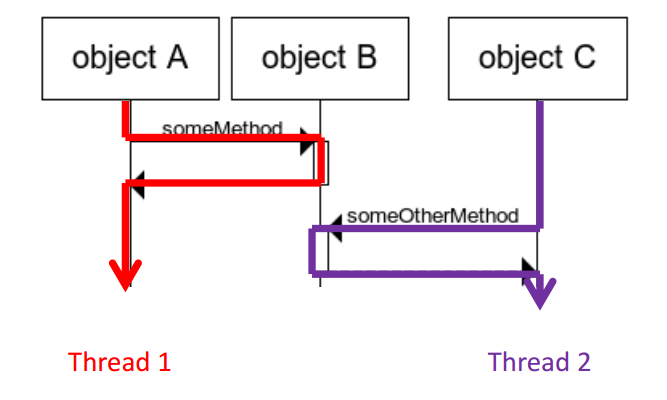 object A
object B
object C
someMethod
someOtherMethod
Thread 1
Thread 2